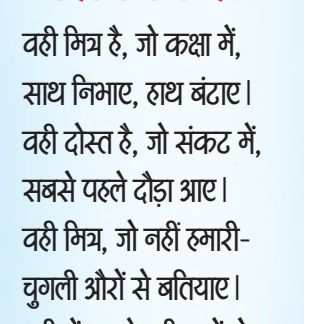 वही मित्र है, जो कक्षा में,
साथ निभाए, हाथ बंटाए।
वही दोस्त है, जो संकट में,
सबसे पहले दौड़ा आए।
वही मित्र, जो नहीं हमारी-
चुगली औरों से बतियाए।